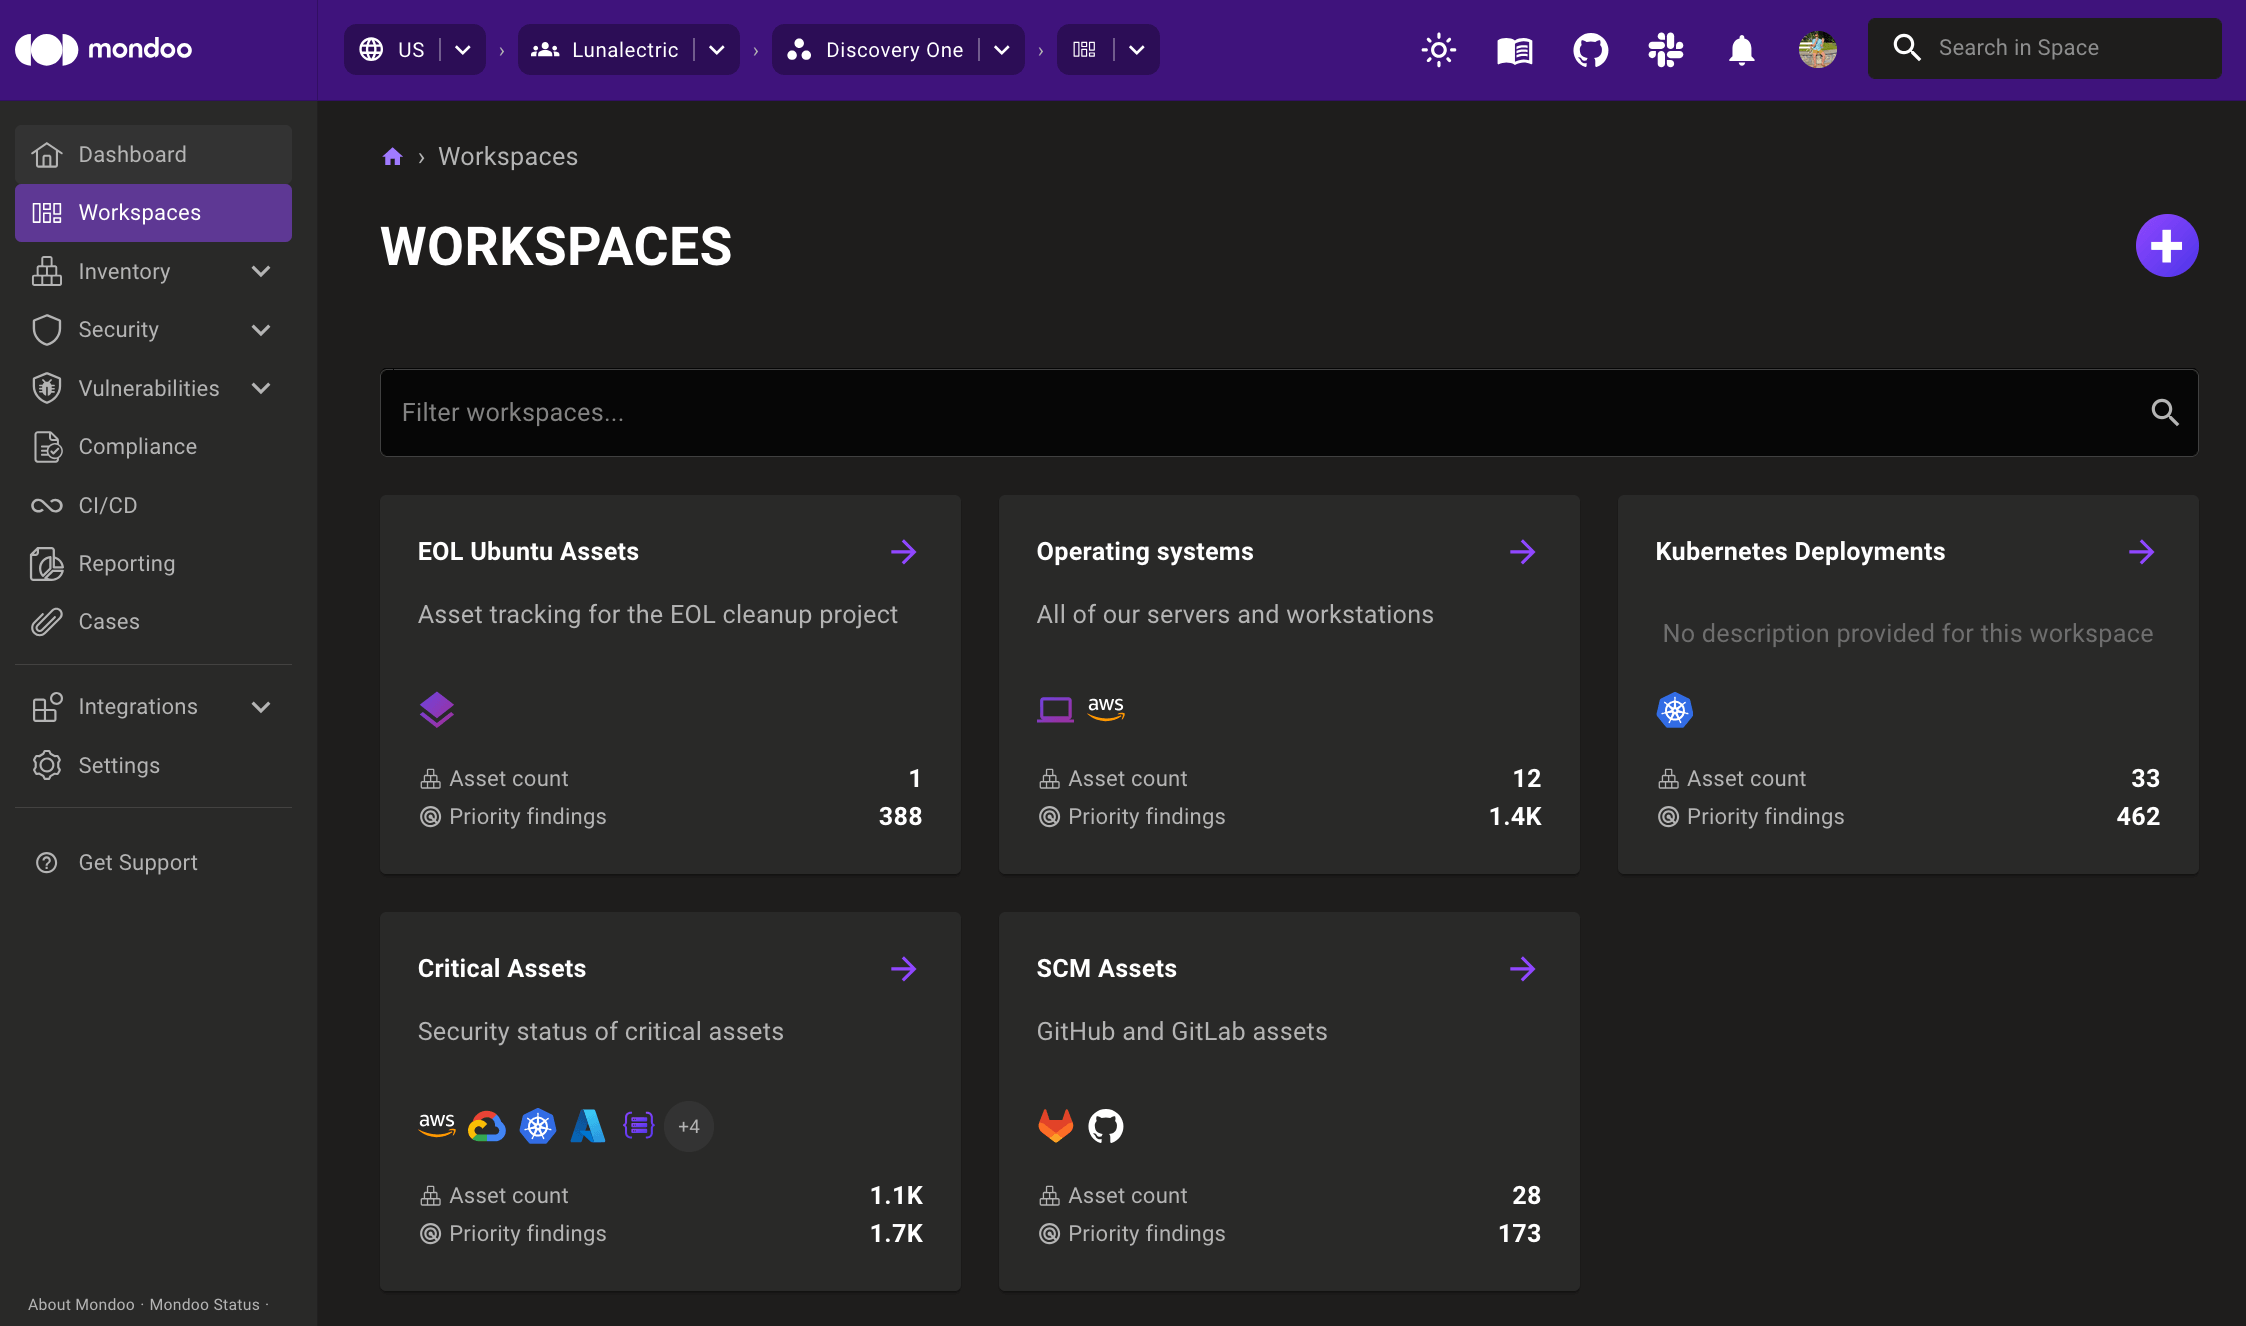 mondoo
US › Lunalectric › Discovery One ›
Search in Space
Dashboard
Workspaces
Inventory
Security
Vulnerabilities
Compliance
CI/CD
Reporting
Cases
Integrations
Settings
Get Support
About Mondoo · Mondoo Status ·
› Workspaces
WORKSPACES
Filter workspaces...
EOL Ubuntu Assets
Asset tracking for the EOL cleanup project
Asset count 1
Priority findings 388
Operating systems
All of our servers and workstations
aws
Asset count 12
Priority findings 1.4K
Kubernetes Deployments
No description provided for this workspace
Asset count 33
Priority findings 462
Critical Assets
Security status of critical assets
aws +4
Asset count 1.1K
Priority findings 1.7K
SCM Assets
GitHub and GitLab assets
Asset count 28
Priority findings 173